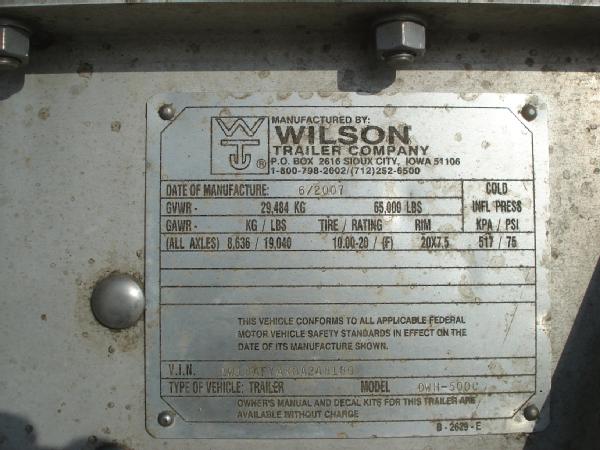 MANUFACTURED BY:
WILSON
TRAILER COMPANY
P.O. BOX 2616 SIOUX CITY, IOWA 51106
1-800-798-2002/(712)252-6500
DATE OF MANUFACTURE: 6/2007 COLD
GVWR - 29,484 KG 65,000 LBS INFL PRESS
GAWR - KG / LBS TIRE / RATING RIM KPA / PSI
(ALL AXLES) 8,636 / 19,040 10.00-20 / (F) 20X7.5 517 / 75
THIS VEHICLE CONFORMS TO ALL APPLICABLE FEDERAL
MOTOR VEHICLE SAFETY STANDARDS IN EFFECT ON THE
DATE OF ITS MANUFACTURE SHOWN.
V.I.N.
TYPE OF VEHICLE: TRAILER MODEL DWH-500C
OWNER'S MANUAL AND DECAL KITS FOR THIS TRAILER ARE
AVAILABLE WITHOUT CHARGE
B - 2629 - E